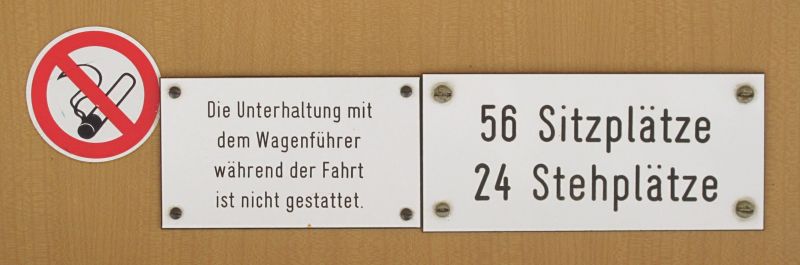 Die Unterhaltung mit
dem Wagenführer
während der Fahrt
ist nicht gestattet.
56 Sitzplätze
24 Stehplätze